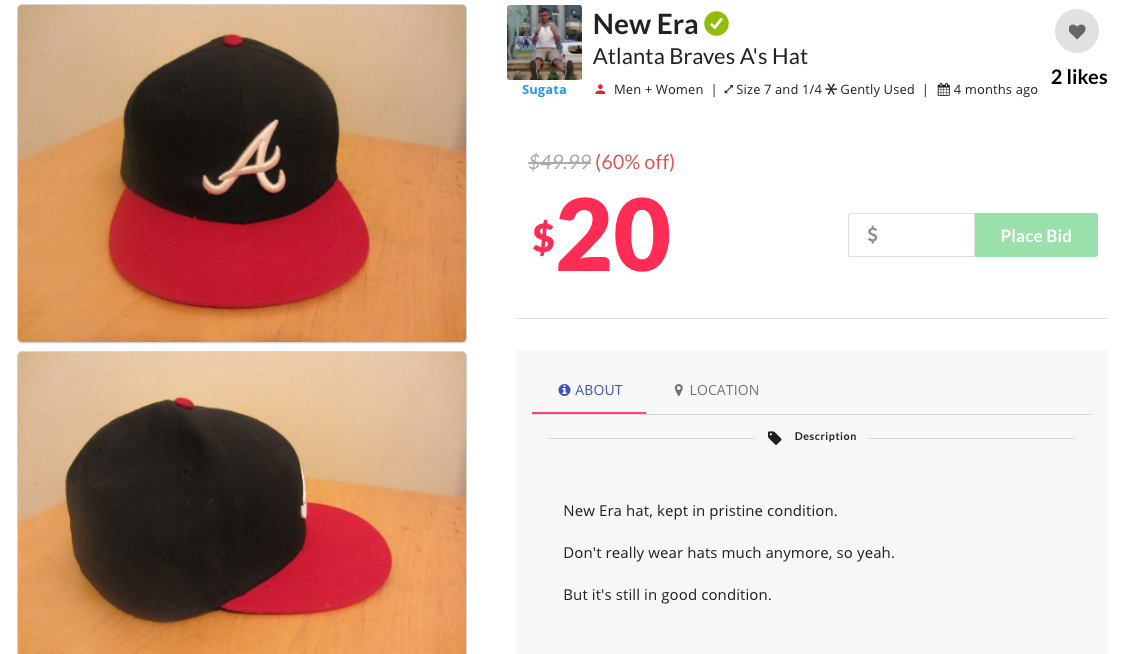 A
New Era
Atlanta Braves A's Hat
2 likes
Sugata
Men + Women | Size 7 and 1/4 Gently Used | 4 months ago
$49.99 (60% off)
$20
$
Place Bid
ABOUT
LOCATION
Description
New Era hat, kept in pristine condition.
Don't really wear hats much anymore, so yeah.
But it's still in good condition.